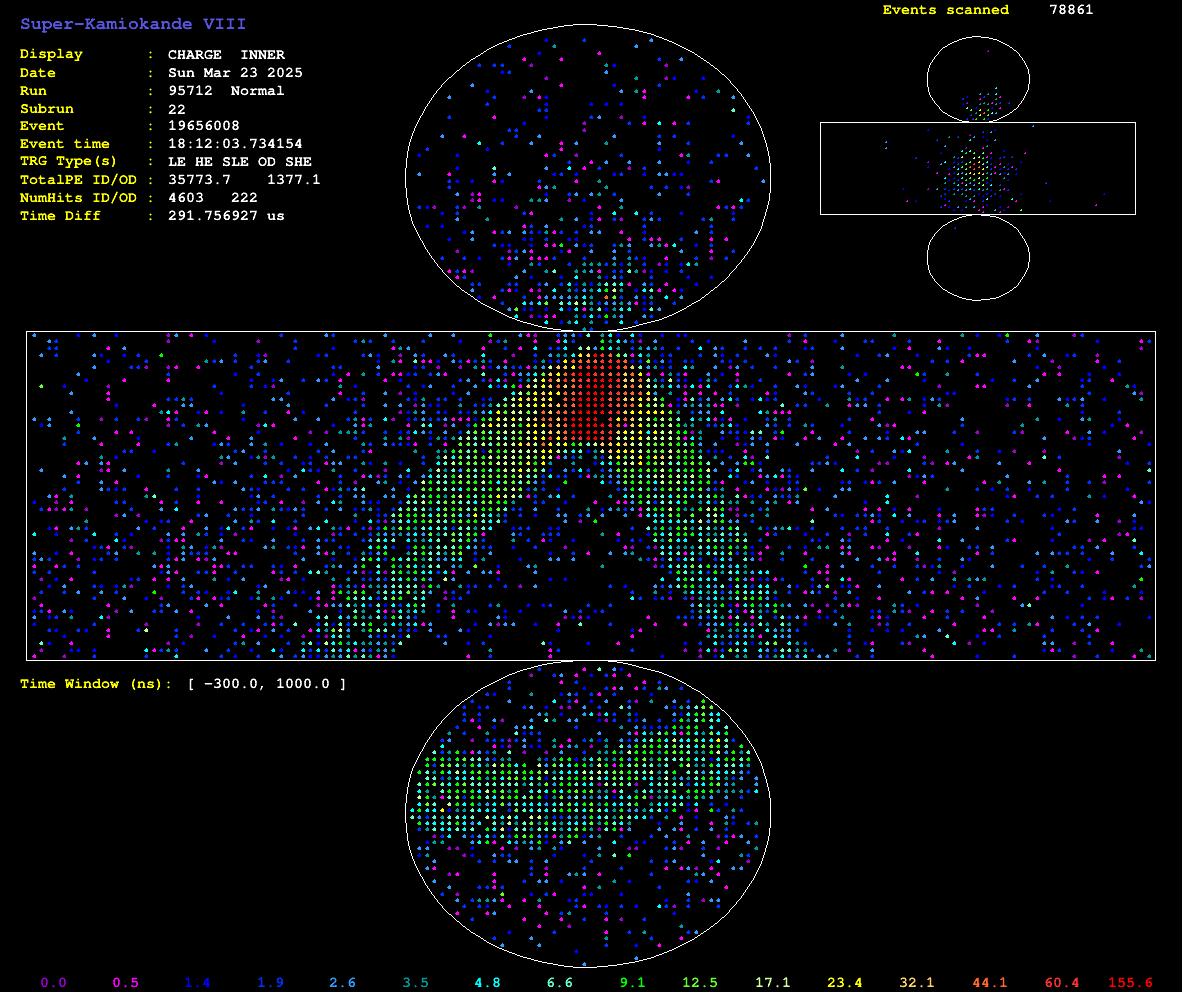 Super-Kamiokande VIII
Events scanned 78861
Display : CHARGE INNER
Date : Sun Mar 23 2025
Run : 95712 Normal
Subrun : 22
Event : 19656008
Event time : 18:12:03.734154
TRG Type(s) : LE HE SLE OD SHE
TotalPE ID/OD : 35773.7 1377.1
NumHits ID/OD : 4603 222
Time Diff : 291.756927 us
Time Window (ns): [ -300.0, 1000.0 ]
0.0 0.5 1.4 1.9 2.6 3.5 4.8 6.6 9.1 12.5 17.1 23.4 32.1 44.1 60.4 155.6